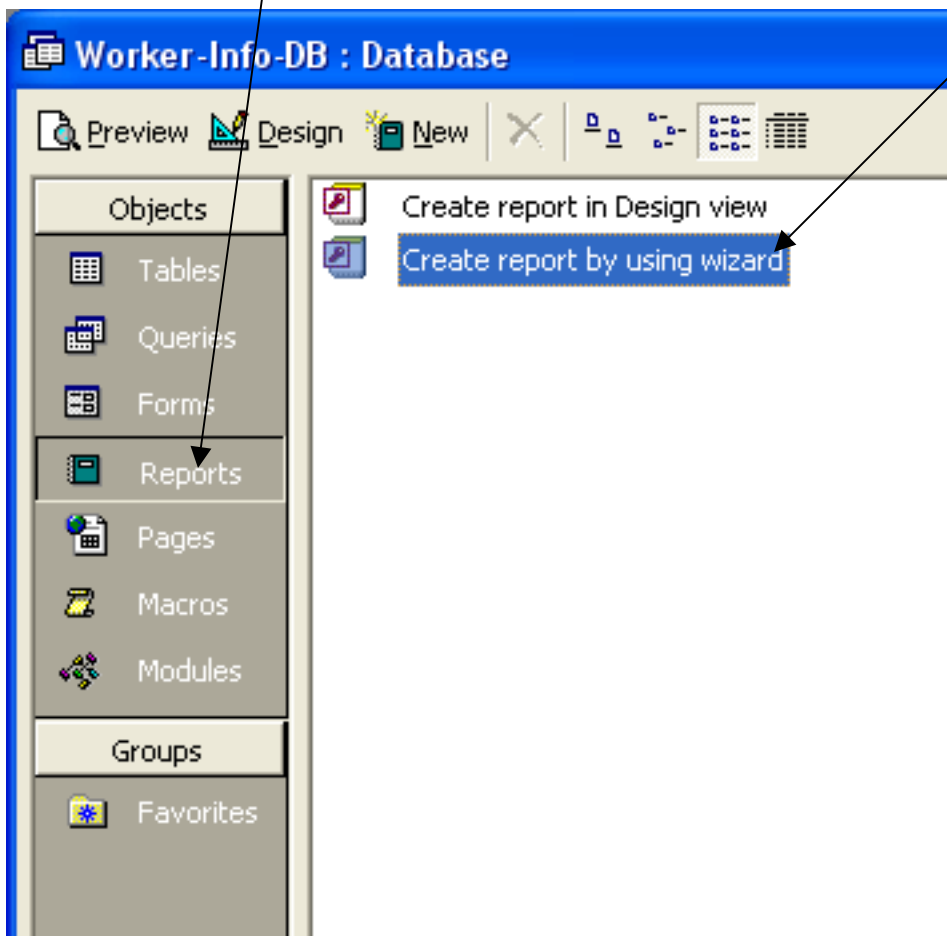 Worker-Info-DB : Database
Preview Design New
Objects
Create report in Design view
Tables
Create report by using wizard
Queries
Forms
Reports
Pages
Macros
Modules
Groups
Favorites